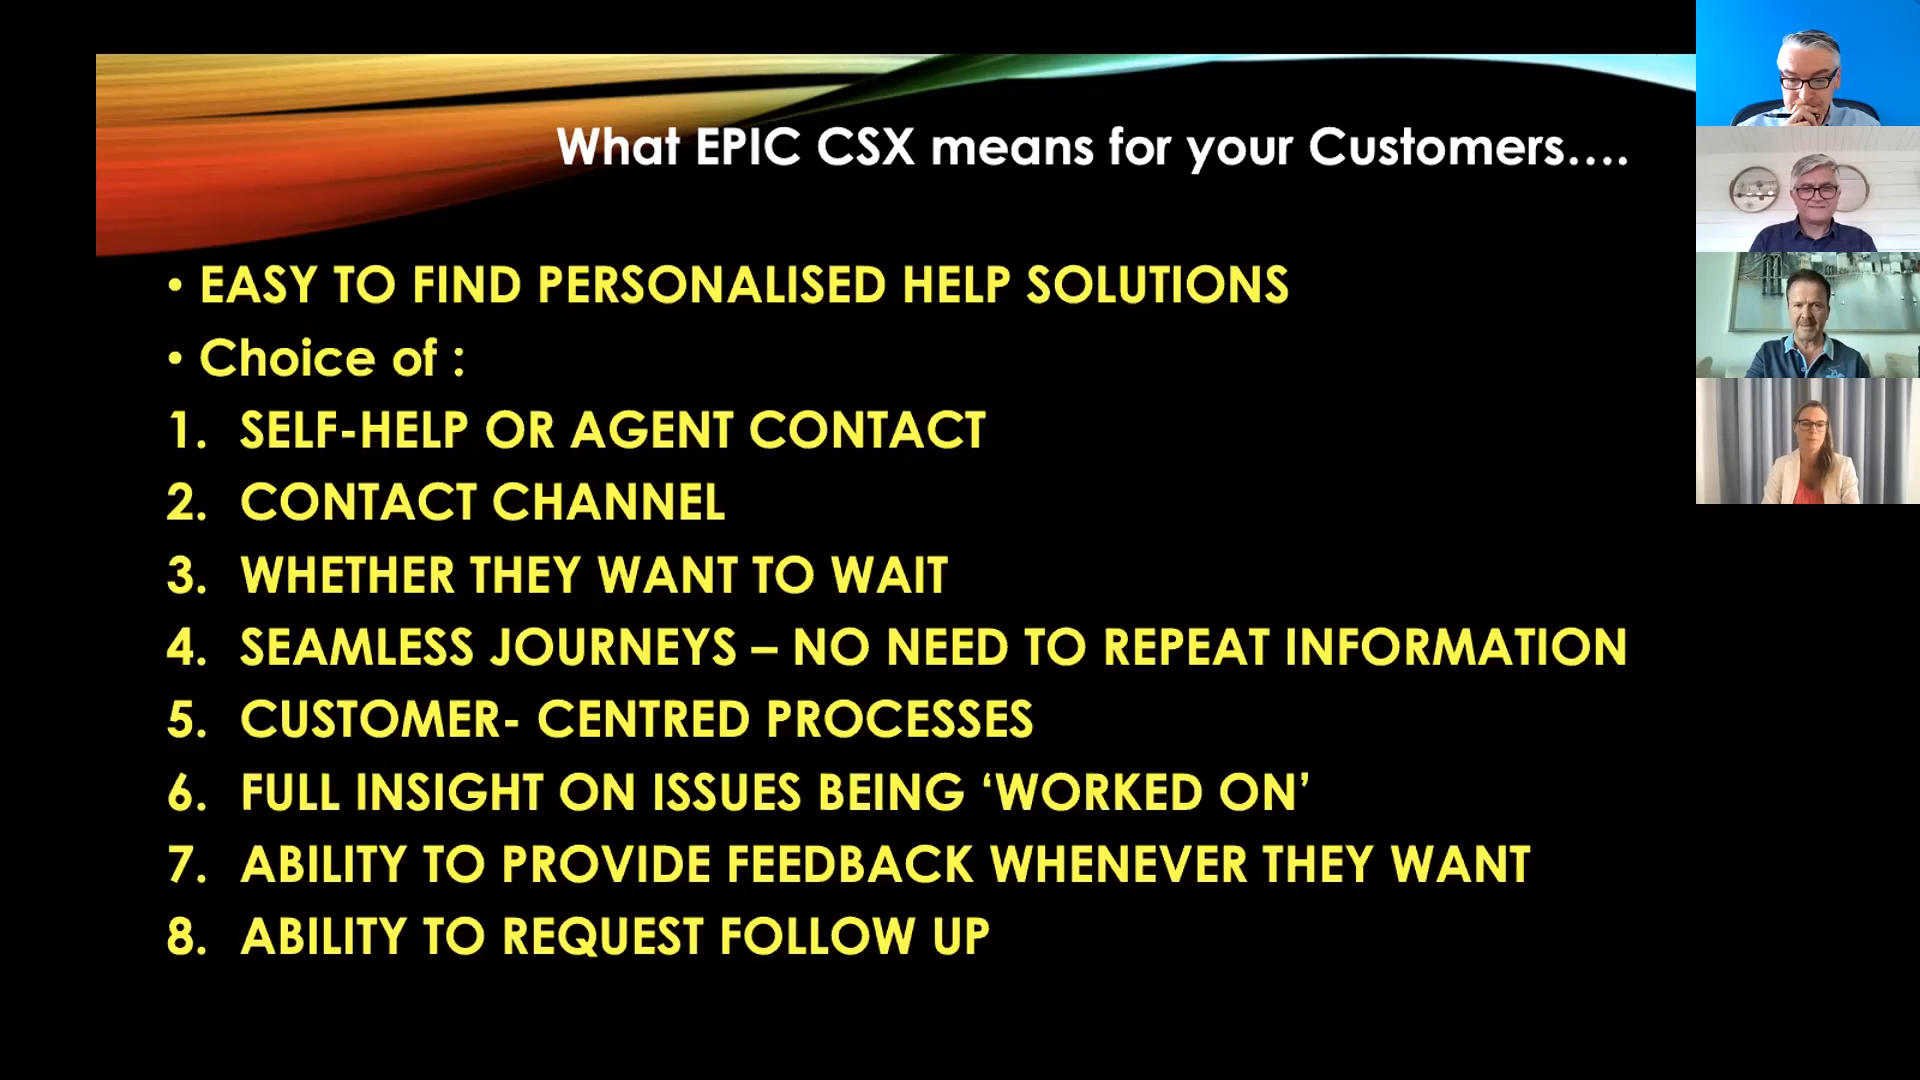 What EPIC CSX means for your Customers....
• EASY TO FIND PERSONALISED HELP SOLUTIONS
• Choice of :
1. SELF-HELP OR AGENT CONTACT
2. CONTACT CHANNEL
3. WHETHER THEY WANT TO WAIT
4. SEAMLESS JOURNEYS – NO NEED TO REPEAT INFORMATION
5. CUSTOMER- CENTRED PROCESSES
6. FULL INSIGHT ON ISSUES BEING ‘WORKED ON’
7. ABILITY TO PROVIDE FEEDBACK WHENEVER THEY WANT
8. ABILITY TO REQUEST FOLLOW UP